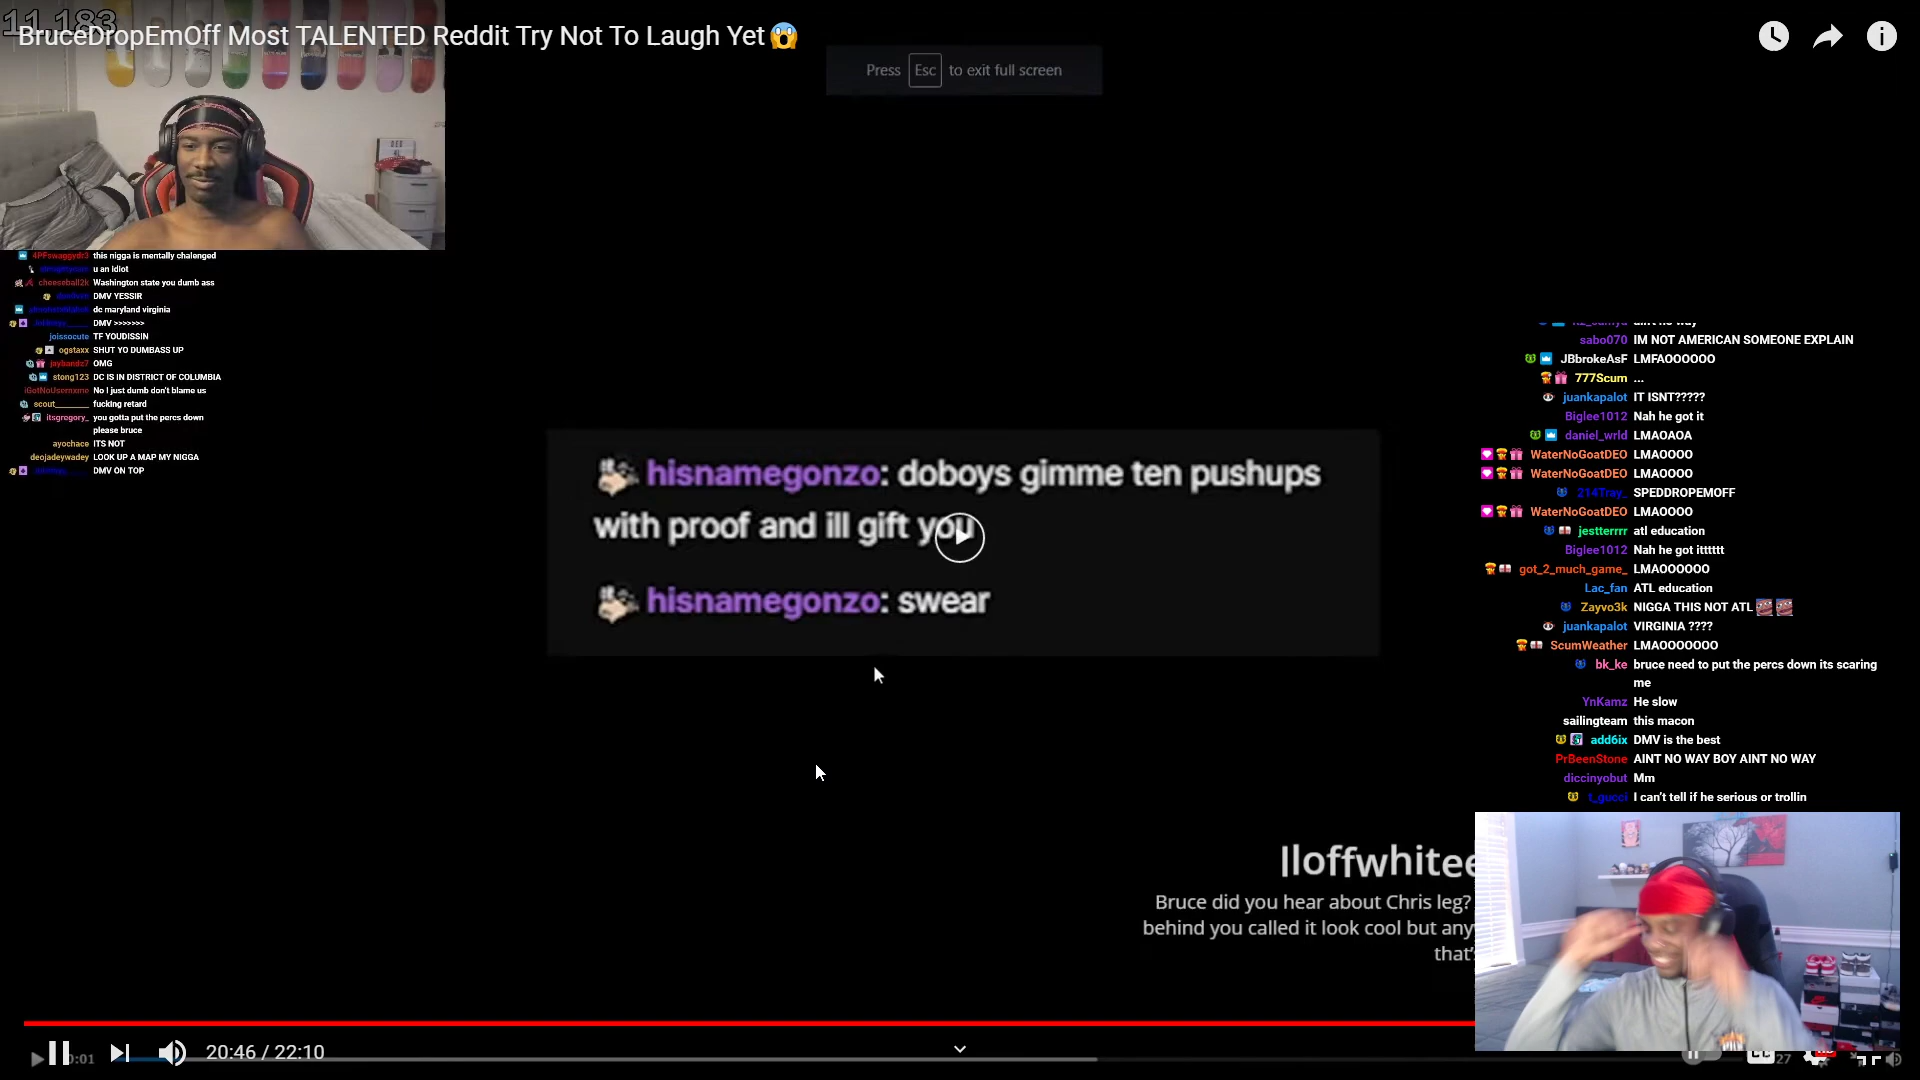 11,183
BruceDropEmOff Most TALENTED Reddit Try Not To Laugh Yet😱
Press Esc to exit full screen
4PFswaggydr3 this nigga is mentally chalenged
u an idiot
cheeseball2k Washington state you dumb ass
DMV YESSIR
dc maryland virginia
DMV >>>>>>>
joissocute TF YOUDISSIN
ogstaxx SHUT YO DUMBASS UP
jaybandz7 OMG
stong123 DC IS IN DISTRICT OF COLUMBIA
No I just dumb don't blame us
scout________ fucking retard
itsgregory_ you gotta put the percs down
please bruce
ayochace ITS NOT
deojadeywadey LOOK UP A MAP MY NIGGA
DMV ON TOP
hisnamegonzo: doboys gimme ten pushups
with proof and ill gift you
hisnamegonzo: swear
sabo070 IM NOT AMERICAN SOMEONE EXPLAIN
JBbrokeAsF LMFAOOOOOO
777Scum ...
juankapalot IT ISNT?????
Biglee1012 Nah he got it
daniel_wrld LMAOAOA
WaterNoGoatDEO LMAOOOO
WaterNoGoatDEO LMAOOOO
214Tray_ SPEDDROPEMOFF
WaterNoGoatDEO LMAOOOO
jestterrrr atl education
Biglee1012 Nah he got itttttt
got_2_much_game_ LMAOOOOOO
Lac_fan ATL education
Zayvo3k NIGGA THIS NOT ATL
juankapalot VIRGINIA ????
ScumWeather LMAOOOOOOO
bk_ke bruce need to put the percs down its scaring
me
YnKamz He slow
sailingteam this macon
add6ix DMV is the best
PrBeenStone AINT NO WAY BOY AINT NO WAY
diccinyobut Mm
t_gucci I can't tell if he serious or trollin
Iloffwhitee
Bruce did you hear about Chris leg?
behind you called it look cool but any
that's
20:46 / 22:10